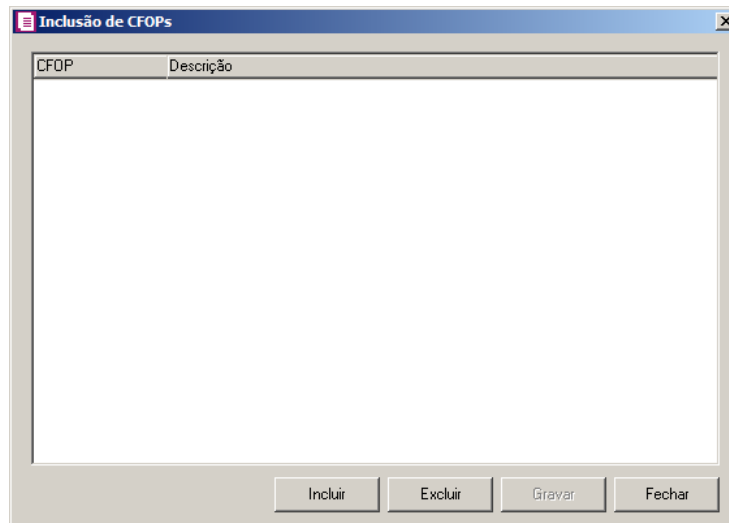 Inclusão de CFOPs
CFOP Descrição
Incluir Excluir Gravar Fechar